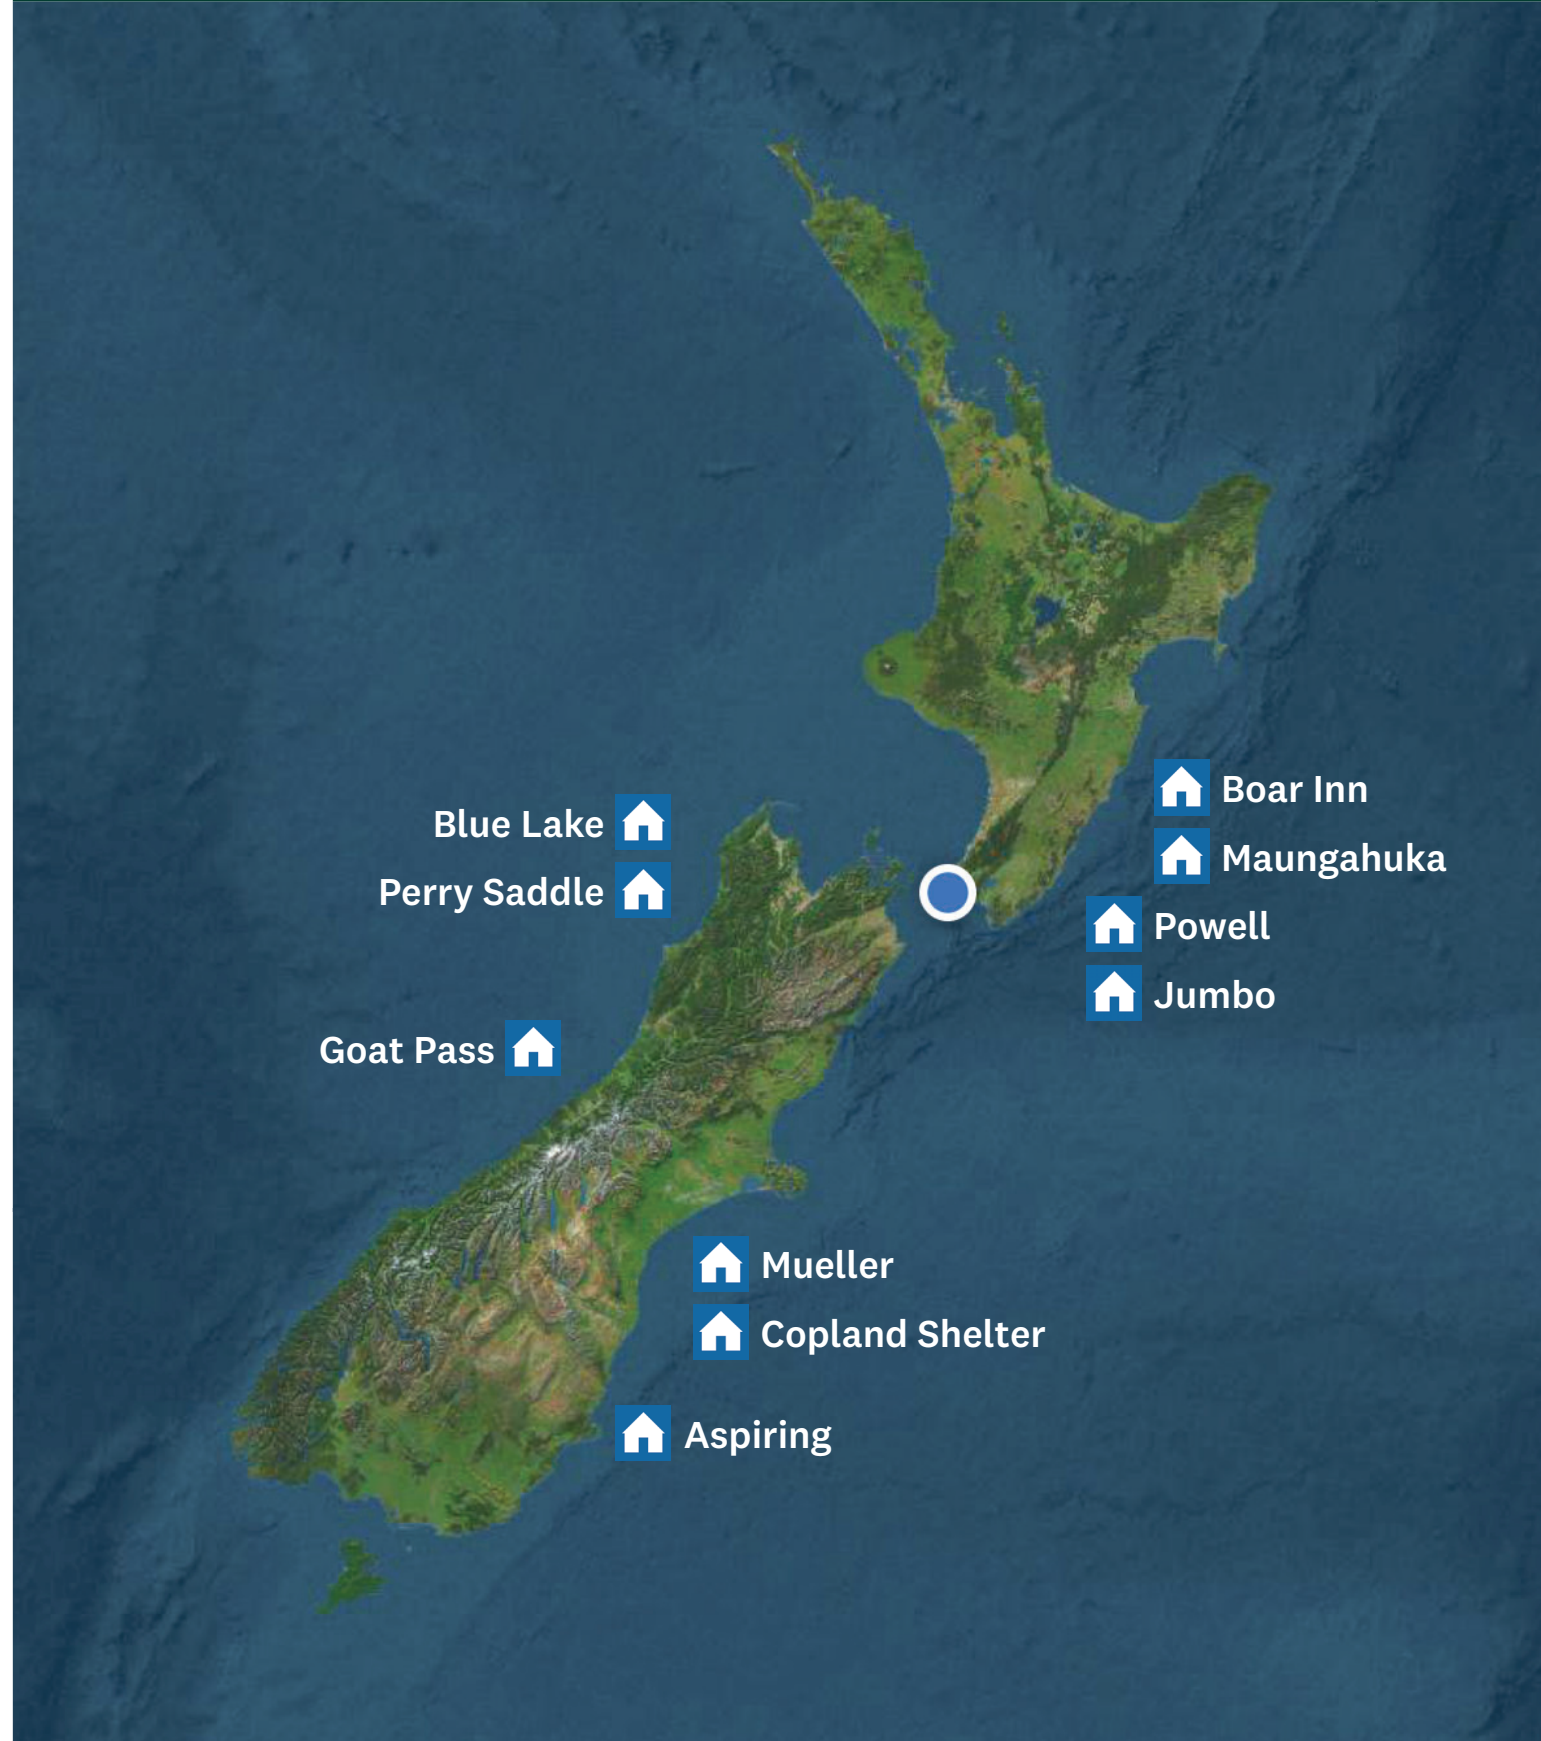 Boar Inn
Blue Lake
Maungahuka
Perry Saddle
Powell
Jumbo
Goat Pass
Mueller
Copland Shelter
Aspiring